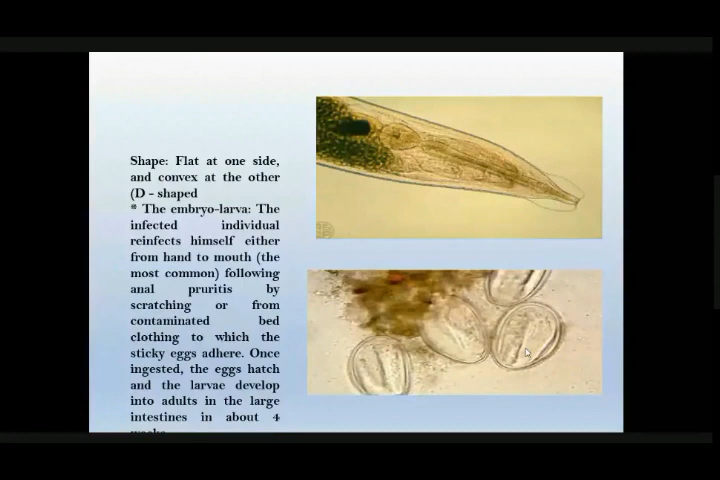 Shape: Flat at one side,
and convex at the other
(D - shaped
* The embryo-larva: The
infected individual
reinfects himself either
from hand to mouth (the
most common) following
anal pruritis by
scratching or from
contaminated bed
clothing to which the
sticky eggs adhere. Once
ingested, the eggs hatch
and the larvae develop
into adults in the large
intestines in about 4